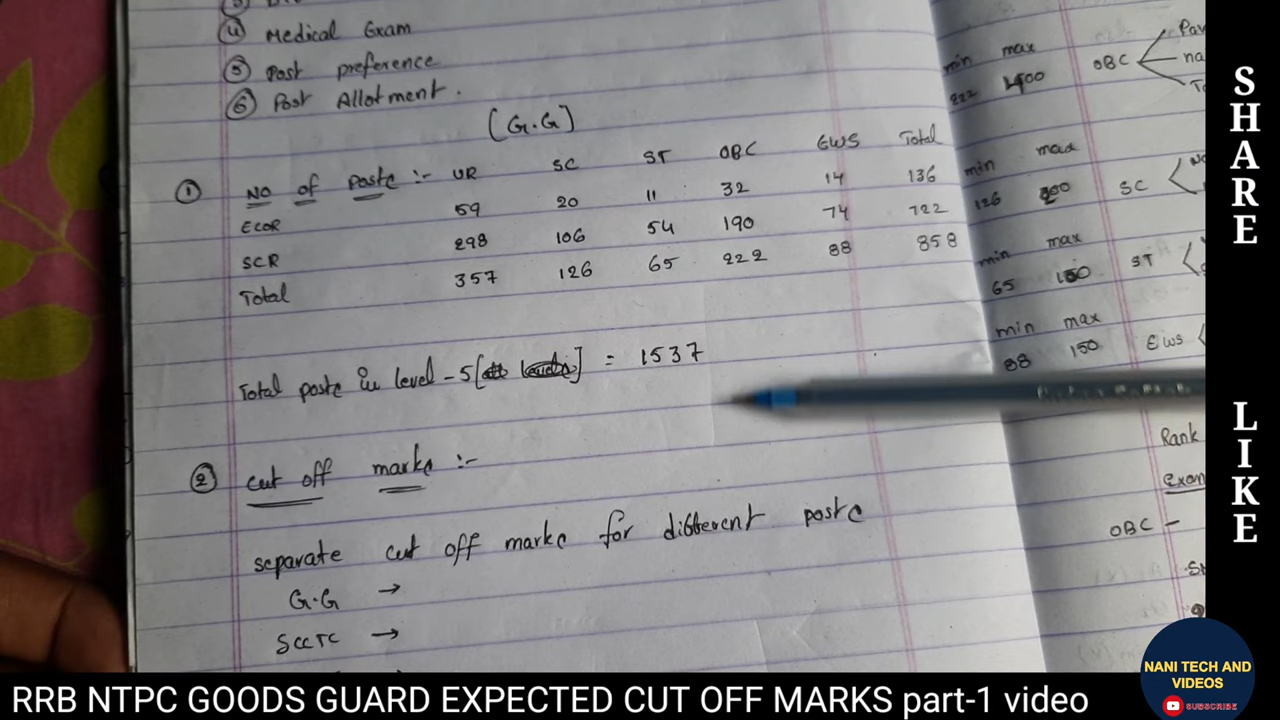 ④ Medical Exam
⑤ Post preference
⑥ Post Allotment.
(G.G)
① No of posts :- UR SC ST OBC EWS Total
ECOR 59 20 11 32 14 136
SCR 298 106 54 190 74 722
Total 357 126 65 222 88 858
Total posts in level - 5 [ ] = 1537
② cut off marks :-
separate cut off marks for different posts
G.G →
SCCTC →
min max
222 400 OBC
min max
126 200 SC
min max
65 150 ST
min max
88 150 EWS
Rank
OBC -
SHARE
LIKE
NANI TECH AND
VIDEOS
SUBSCRIBE
RRB NTPC GOODS GUARD EXPECTED CUT OFF MARKS part-1 video